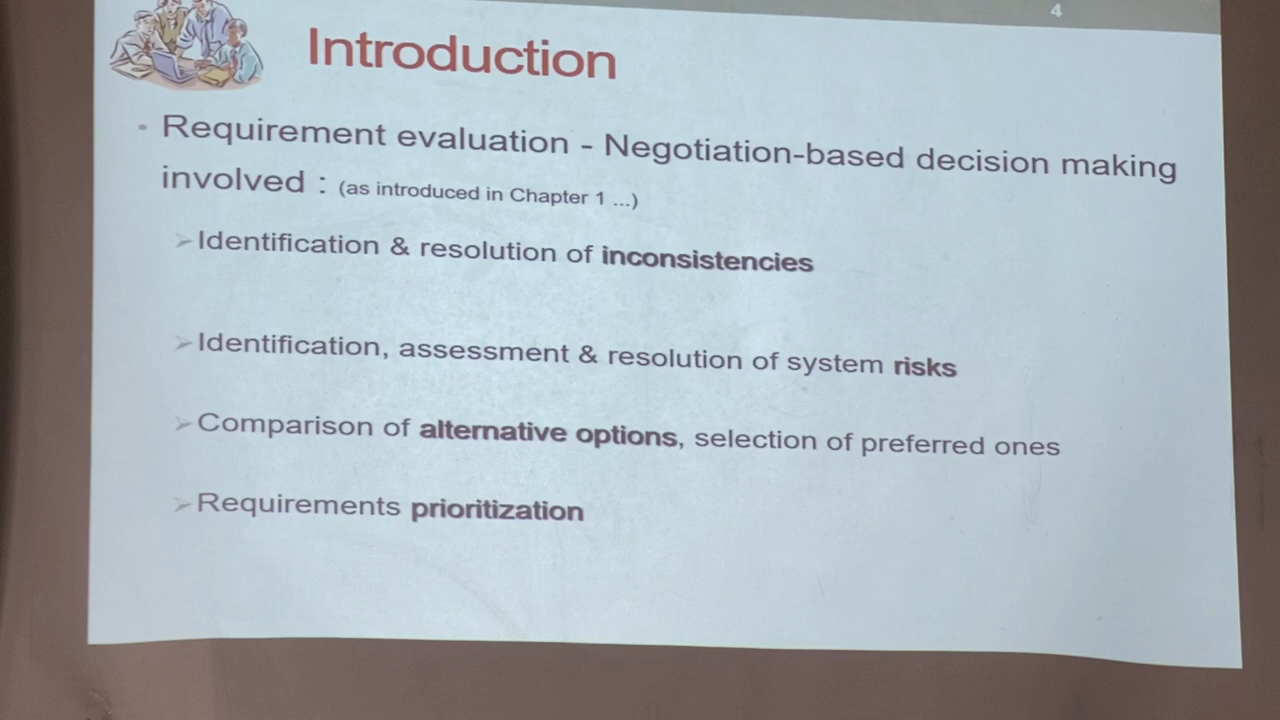 4
Introduction
• Requirement evaluation - Negotiation-based decision making
involved : (as introduced in Chapter 1 ...)
➢Identification & resolution of inconsistencies
➢Identification, assessment & resolution of system risks
➢Comparison of alternative options, selection of preferred ones
➢Requirements prioritization